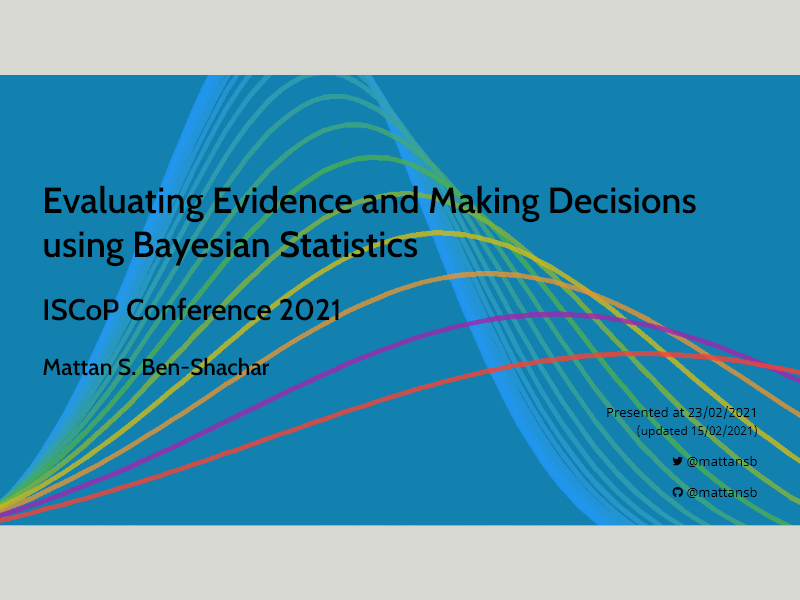 Evaluating Evidence and Making Decisions
using Bayesian Statistics
ISCoP Conference 2021
Mattan S. Ben-Shachar
Presented at 23/02/2021
(updated 15/02/2021)
@mattansb
@mattansb